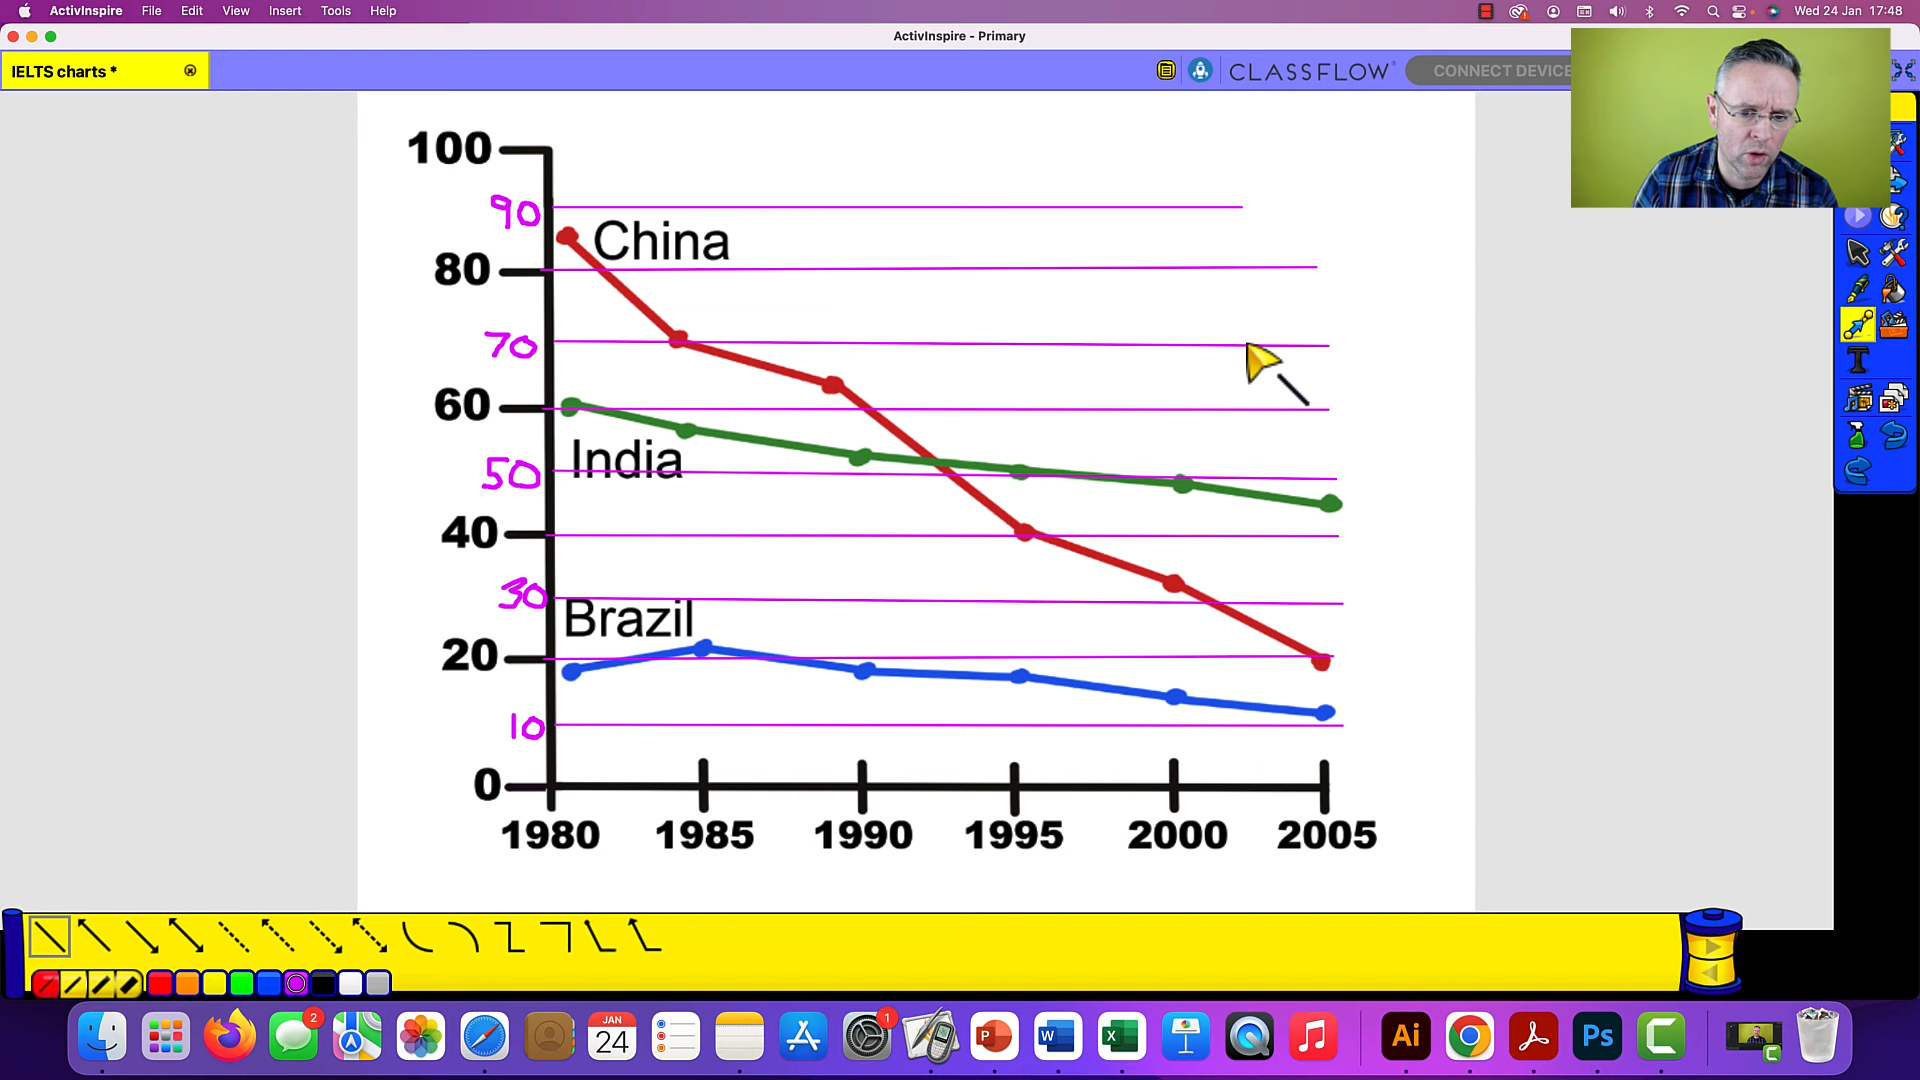 ActivInspire File Edit View Insert Tools Help Wed 24 Jan 17:48
ActivInspire - Primary
IELTS charts *
CLASSFLOW
CONNECT DEVICE
100
90
China
80
70
60
India
50
40
30
Brazil
20
10
0
1980 1985 1990 1995 2000 2005
2
JAN
24
1
P
W
X
Ai
Ps